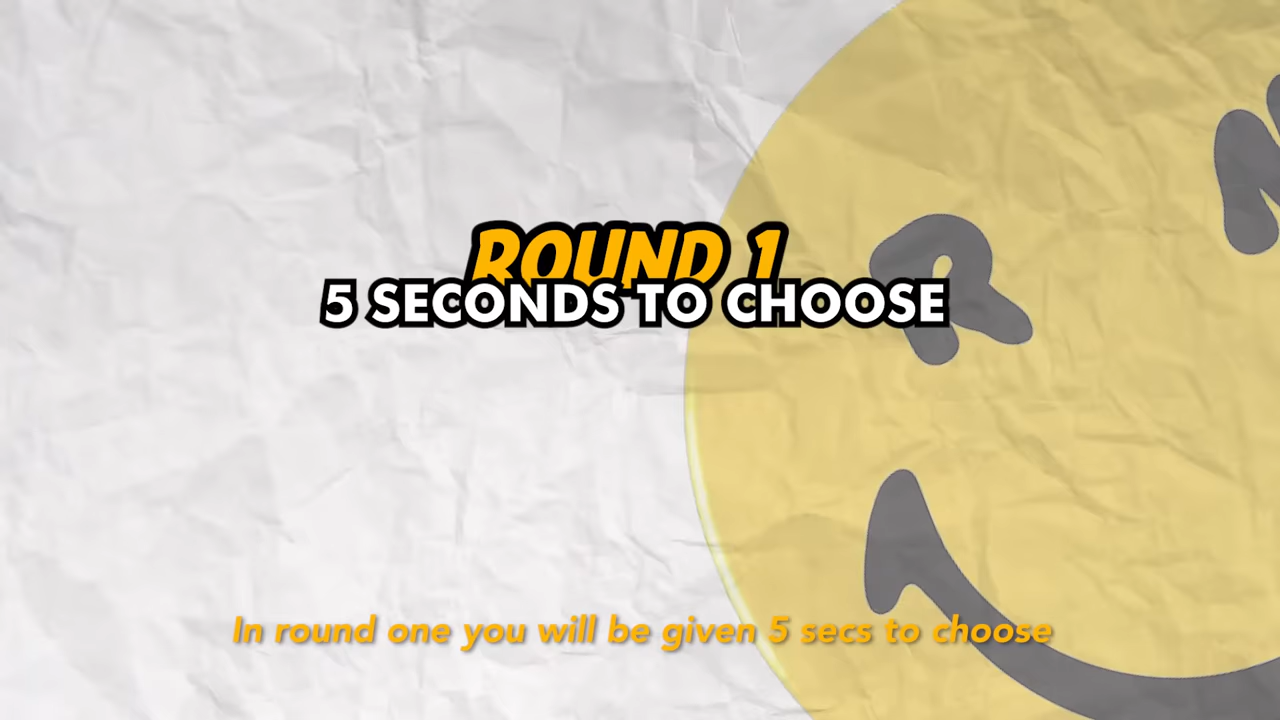 ROUND 1
5 SECONDS TO CHOOSE
In round one you will be given 5 secs to choose